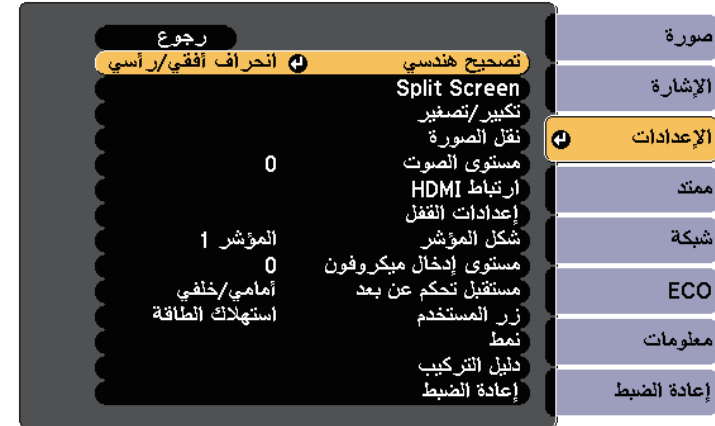 صورة
الإشارة
الإعدادات
ممتد
شبكة
ECO
معلومات
إعادة الضبط
رجوع
تصحيح هندسي انحراف أفقي/رأسي
Split Screen
تكبير/تصغير
نقل الصورة
مستوى الصوت 0
ارتباط HDMI
إعدادات القفل
شكل المؤشر المؤشر 1
مستوى إدخال ميكروفون 0
مستقبل تحكم عن بعد أمامي/خلفي
زر المستخدم استهلاك الطاقة
نمط
دليل التركيب
إعادة الضبط